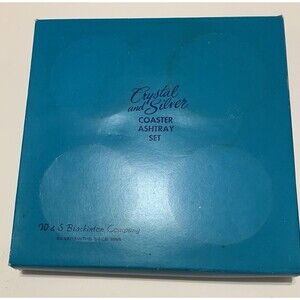 Crystal
and Silver
COASTER
ASHTRAY
SET
W & S Blackinton Company